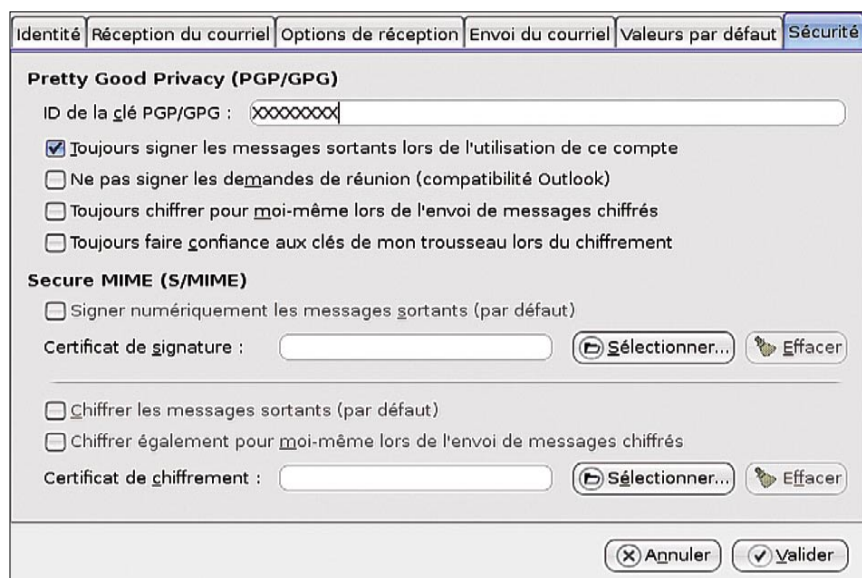 Identité Réception du courriel Options de réception Envoi du courriel Valeurs par défaut Sécurité
Pretty Good Privacy (PGP/GPG)
ID de la clé PGP/GPG : XXXXXXXX
Toujours signer les messages sortants lors de l'utilisation de ce compte
Ne pas signer les demandes de réunion (compatibilité Outlook)
Toujours chiffrer pour moi-même lors de l'envoi de messages chiffrés
Toujours faire confiance aux clés de mon trousseau lors du chiffrement
Secure MIME (S/MIME)
Signer numériquement les messages sortants (par défaut)
Certificat de signature : Sélectionner... Effacer
Chiffrer les messages sortants (par défaut)
Chiffrer également pour moi-même lors de l'envoi de messages chiffrés
Certificat de chiffrement : Sélectionner... Effacer
Annuler Valider